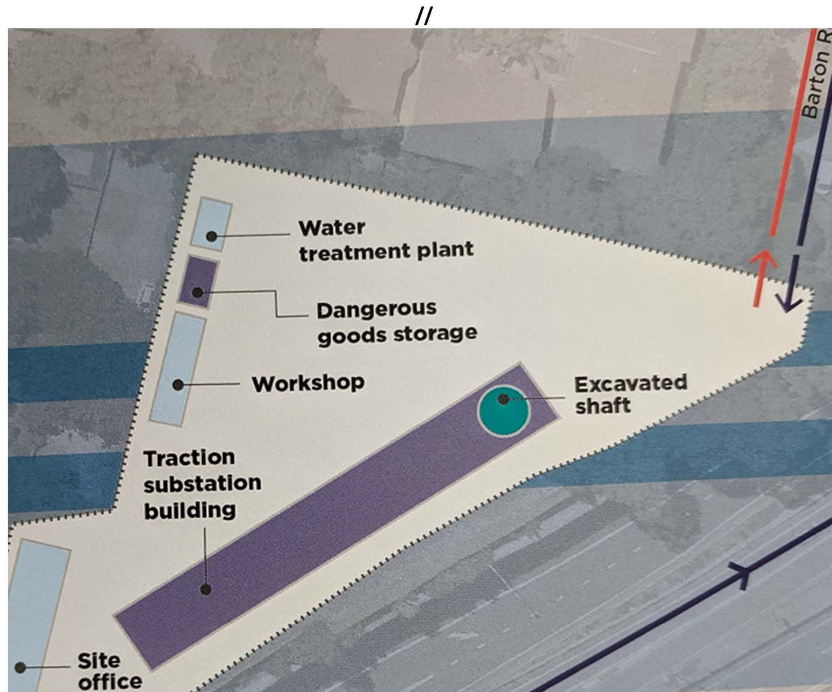 //
Barton R
Water
treatment plant
Dangerous
goods storage
Workshop
Excavated
shaft
Traction
substation
building
Site
office